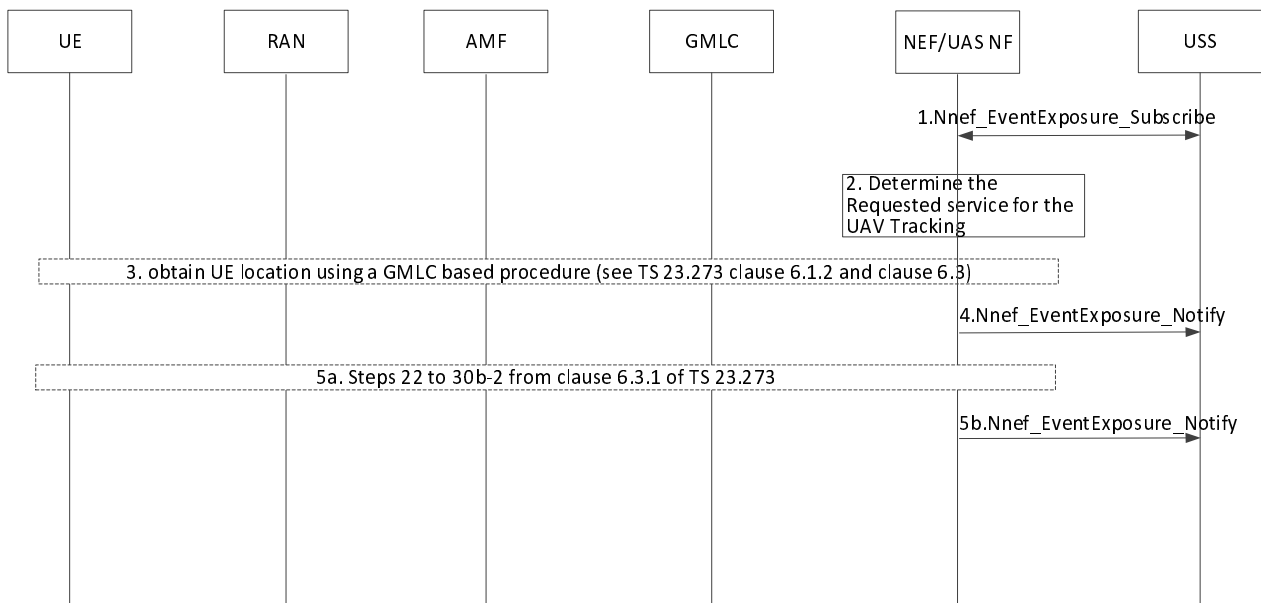 UE
RAN
AMF
GMLC
NEF/UAS NF
USS
1.Nnef_EventExposure_Subscribe
2. Determine the
Requested service for the
UAV Tracking
3. obtain UE location using a GMLC based procedure (see TS 23.273 clause 6.1.2 and clause 6.3)
4.Nnef_EventExposure_Notify
5a. Steps 22 to 30b-2 from clause 6.3.1 of TS 23.273
5b.Nnef_EventExposure_Notify